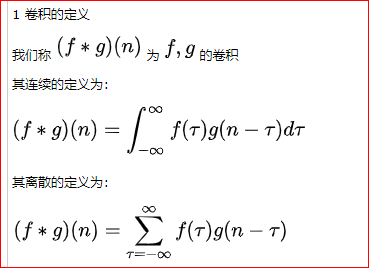 1 卷积的定义
我们称 (f * g)(n) 为 f, g 的卷积
其连续的定义为:
(f * g)(n) = ∫_{-∞}^{∞} f(τ)g(n − τ)dτ
其离散的定义为:
(f * g)(n) = ∑_{τ=-∞}^{∞} f(τ)g(n − τ)